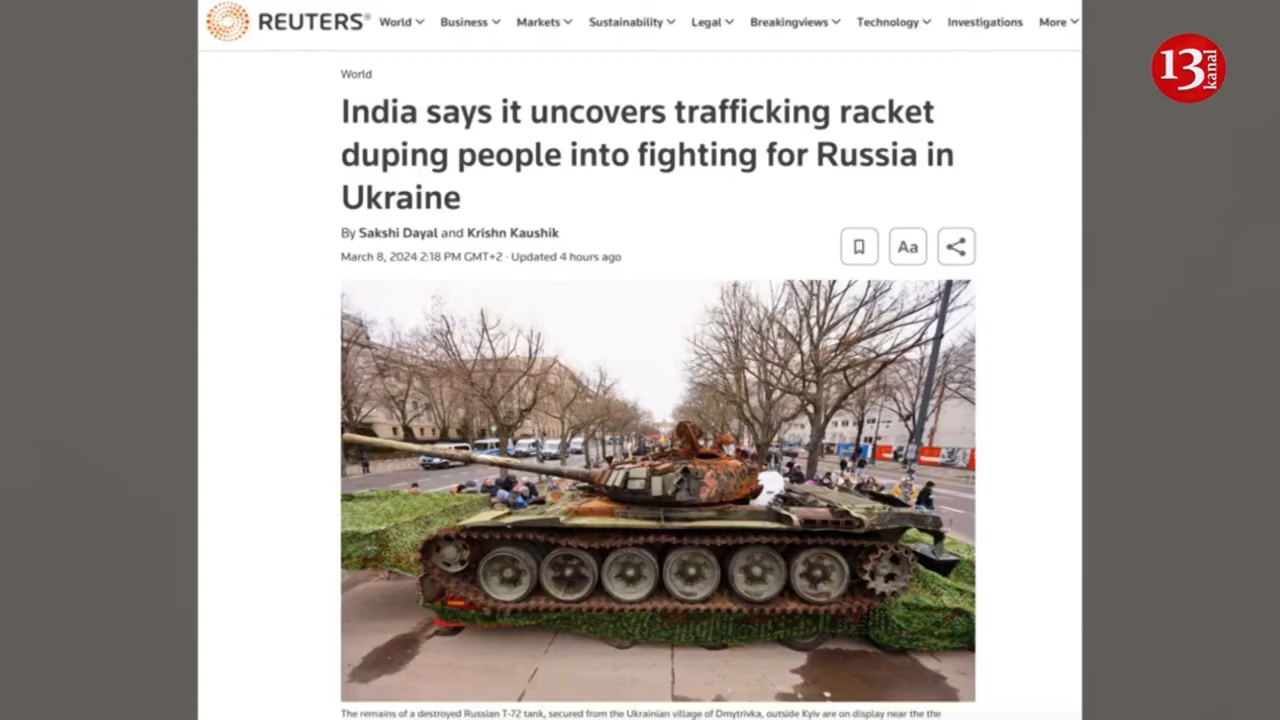 REUTERS®
World Business Markets Sustainability Legal Breakingviews Technology Investigations More
13 kanal
World
India says it uncovers trafficking racket
duping people into fighting for Russia in
Ukraine
By Sakshi Dayal and Krishn Kaushik
March 8, 2024 2:18 PM GMT+2 · Updated 4 hours ago
Aa
The remains of a destroyed Russian T-72 tank, secured from the Ukrainian village of Dmytrivka, outside Kyiv are on display near the the